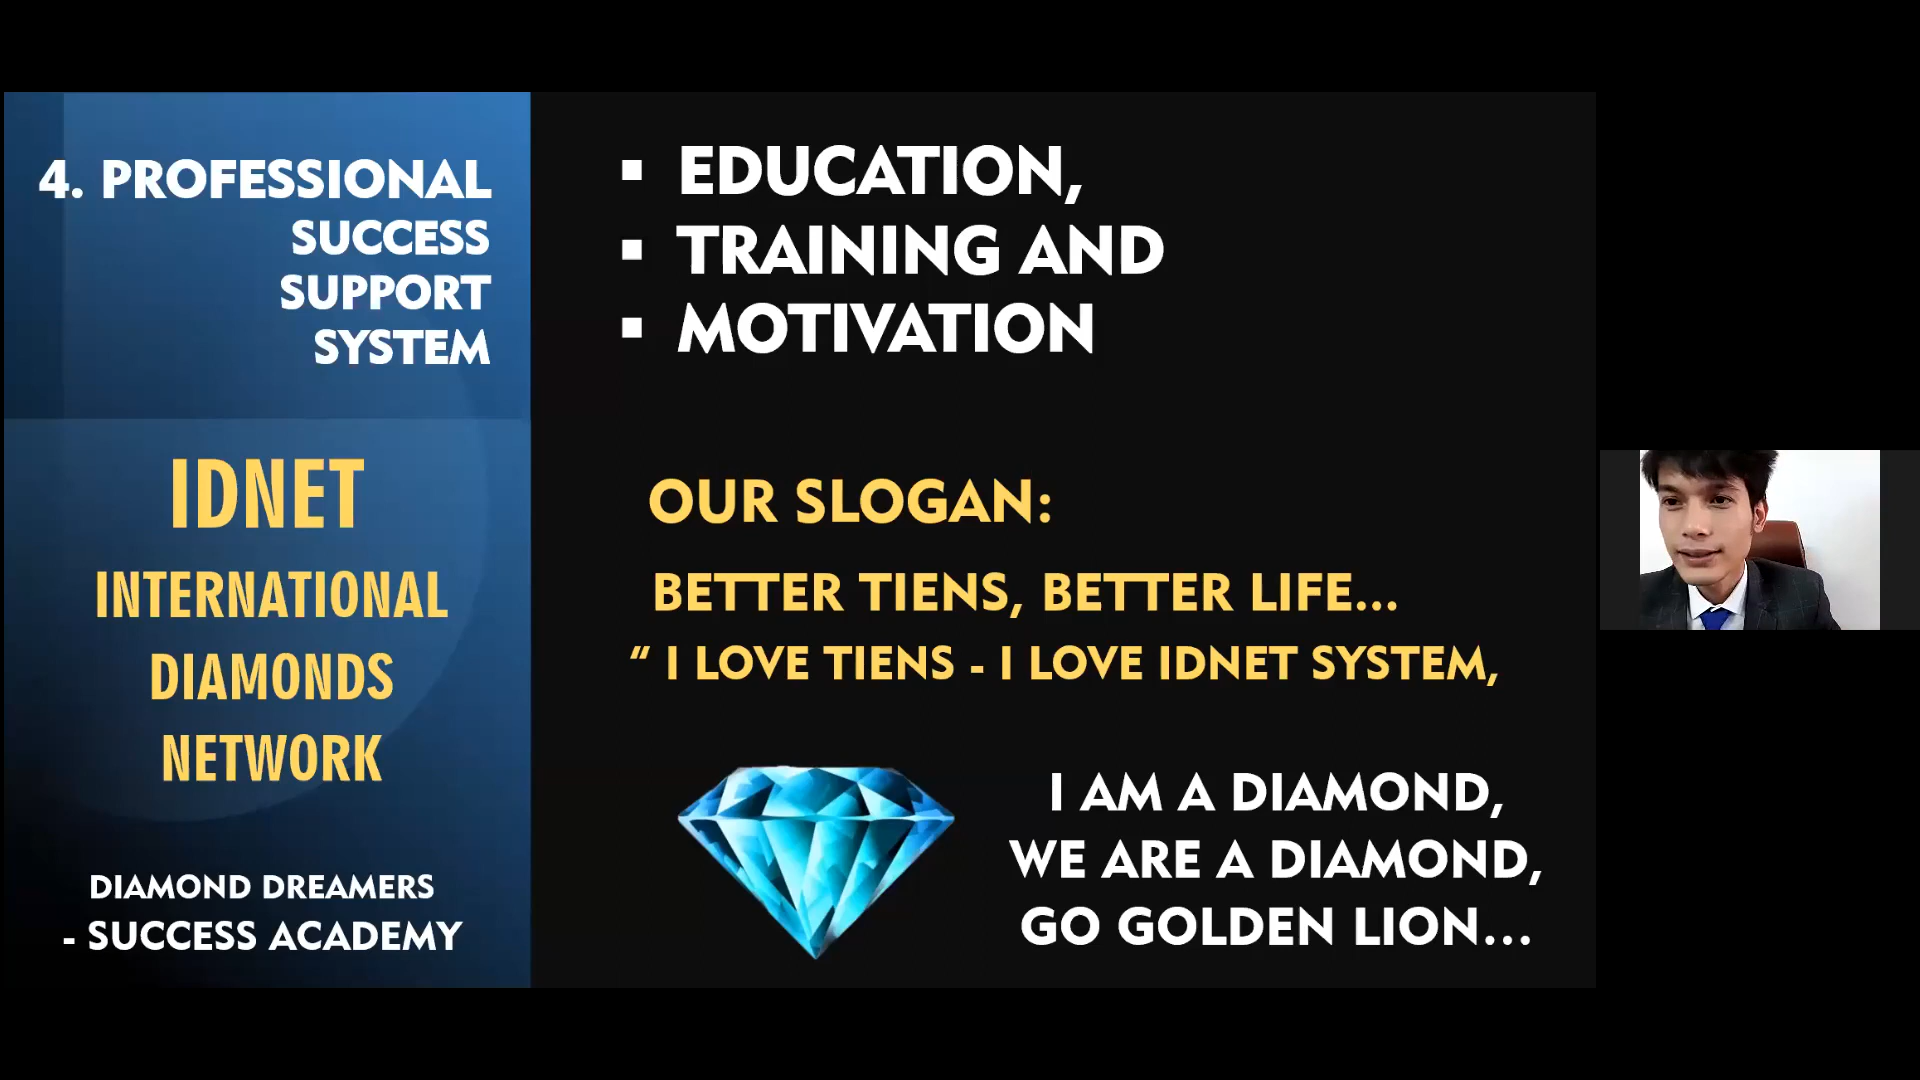 4. PROFESSIONAL
SUCCESS
SUPPORT
SYSTEM
IDNET
INTERNATIONAL
DIAMONDS
NETWORK
DIAMOND DREAMERS
- SUCCESS ACADEMY
▪ EDUCATION,
▪ TRAINING AND
▪ MOTIVATION
OUR SLOGAN:
BETTER TIENS, BETTER LIFE...
“ I LOVE TIENS - I LOVE IDNET SYSTEM,
I AM A DIAMOND,
WE ARE A DIAMOND,
GO GOLDEN LION...